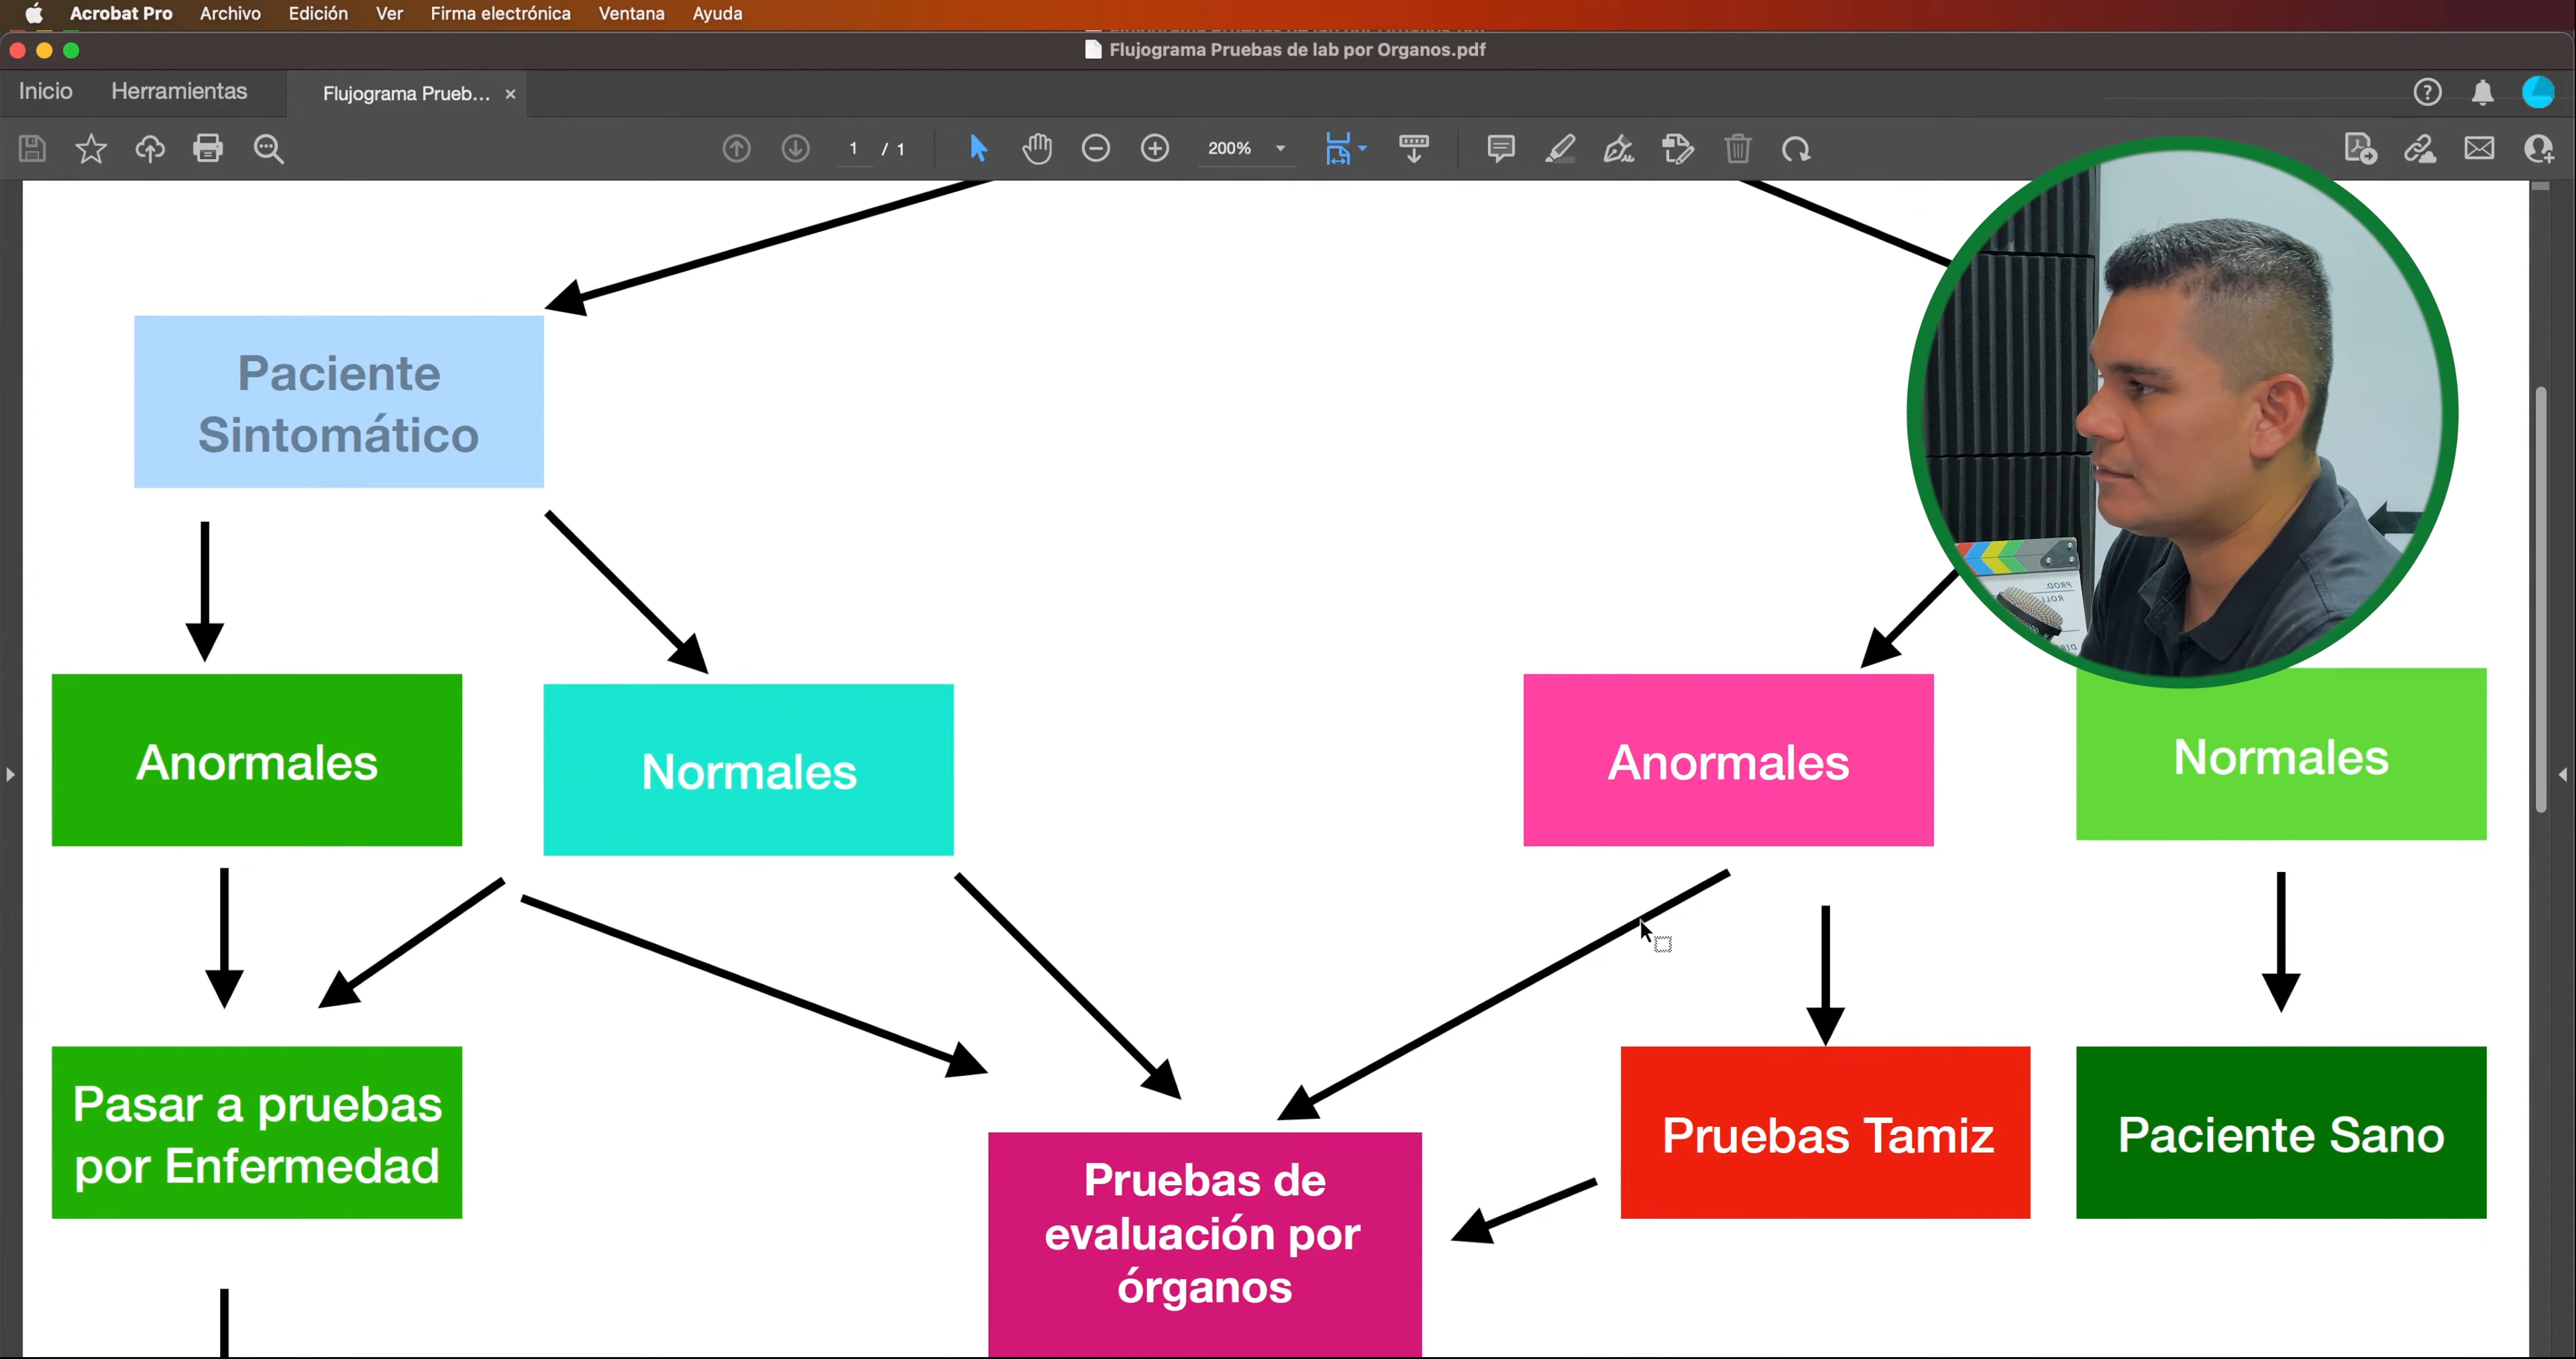 Acrobat Pro Archivo Edición Ver Firma electrónica Ventana Ayuda
Flujograma Pruebas de lab por Organos.pdf
Inicio Herramientas Flujograma Prueb... ×
1 / 1 200%
Paciente
Sintomático
Anormales
Normales
Anormales
Normales
Pasar a pruebas
por Enfermedad
Pruebas de
evaluación por
órganos
Pruebas Tamiz
Paciente Sano
PROD.
ROLL